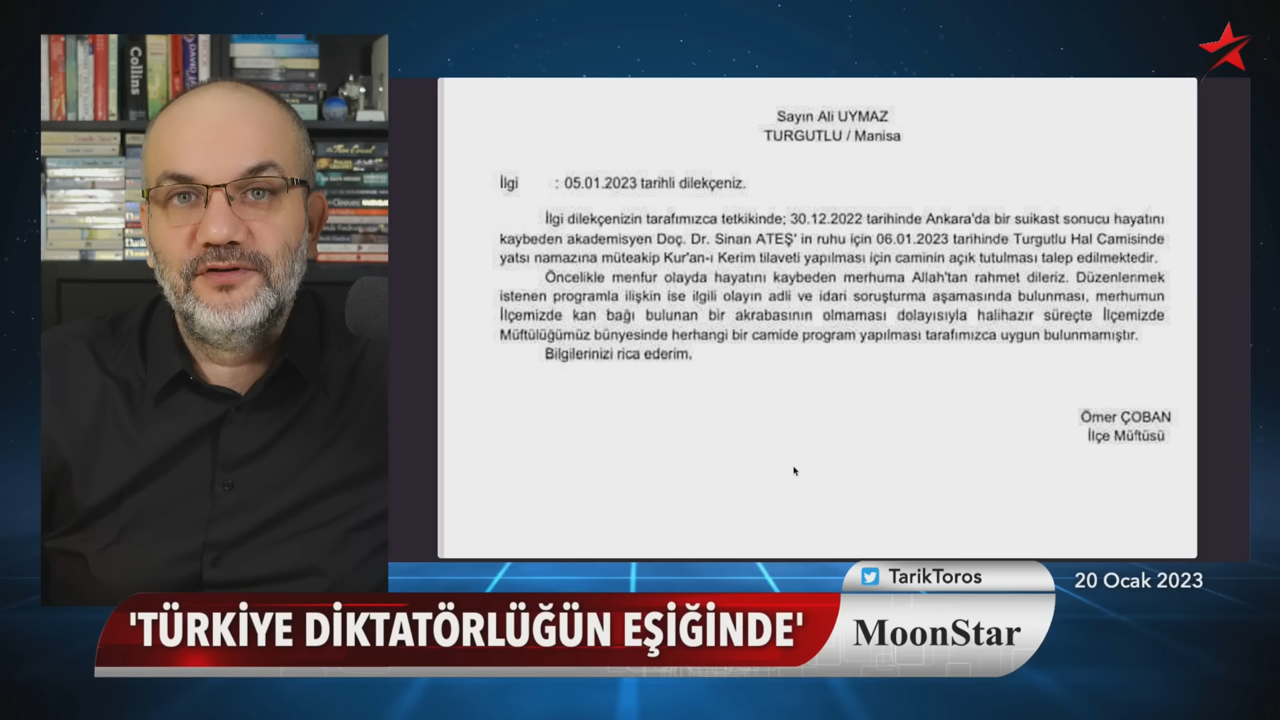 Collins
Sayın Ali UYMAZ
TURGUTLU / Manisa
İlgi : 05.01.2023 tarihli dilekçeniz.
İlgi dilekçenizin tarafımızca tetkikinde; 30.12.2022 tarihinde Ankara'da bir suikast sonucu hayatını
kaybeden akademisyen Doç. Dr. Sinan ATEŞ' in ruhu için 06.01.2023 tarihinde Turgutlu Hal Camisinde
yatsı namazına müteakip Kur'an-ı Kerim tilaveti yapılması için caminin açık tutulması talep edilmektedir.
Öncelikle menfur olayda hayatını kaybeden merhuma Allah'tan rahmet dileriz. Düzenlenmek
istenen programla ilişkin ise ilgili olayın adli ve idari soruşturma aşamasında bulunması, merhumun
İlçemizde kan bağı bulunan bir akrabasının olmaması dolayısıyla halihazır süreçte İlçemizde
Müftülüğümüz bünyesinde herhangi bir camide program yapılması tarafımızca uygun bulunmamıştır.
Bilgilerinizi rica ederim.
Ömer ÇOBAN
İlçe Müftüsü
TarikToros
20 Ocak 2023
'TÜRKİYE DİKTATÖRLÜĞÜN EŞİĞİNDE'
MoonStar